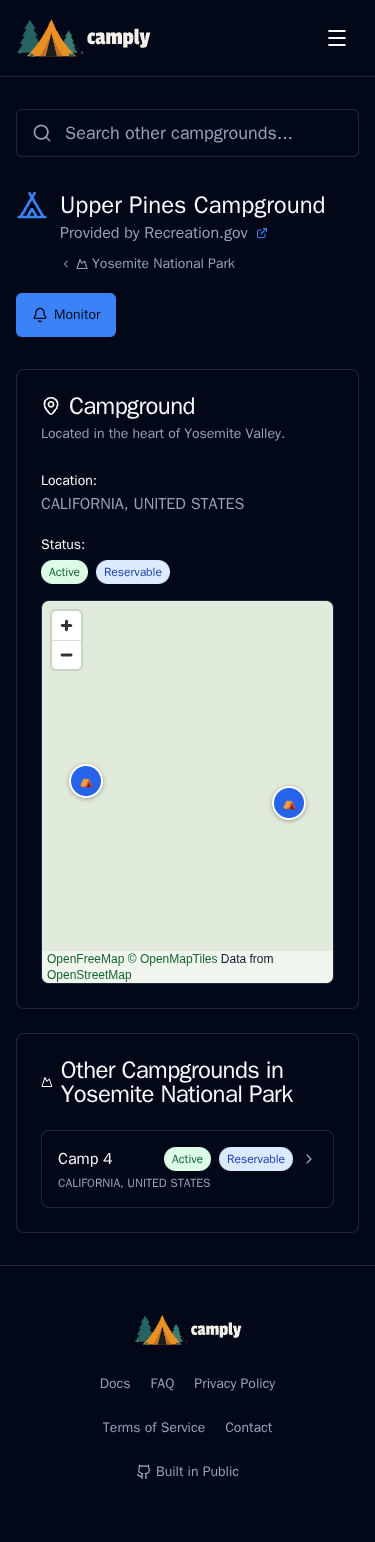 camply
Search other campgrounds...
Upper Pines Campground
Provided by Recreation.gov
Yosemite National Park
Monitor
Campground
Located in the heart of Yosemite Valley.
Location:
CALIFORNIA, UNITED STATES
Status:
Active Reservable
OpenFreeMap © OpenMapTiles Data from
OpenStreetMap
Other Campgrounds in
Yosemite National Park
Camp 4 Active Reservable
CALIFORNIA, UNITED STATES
camply
Docs FAQ Privacy Policy
Terms of Service Contact
Built in Public